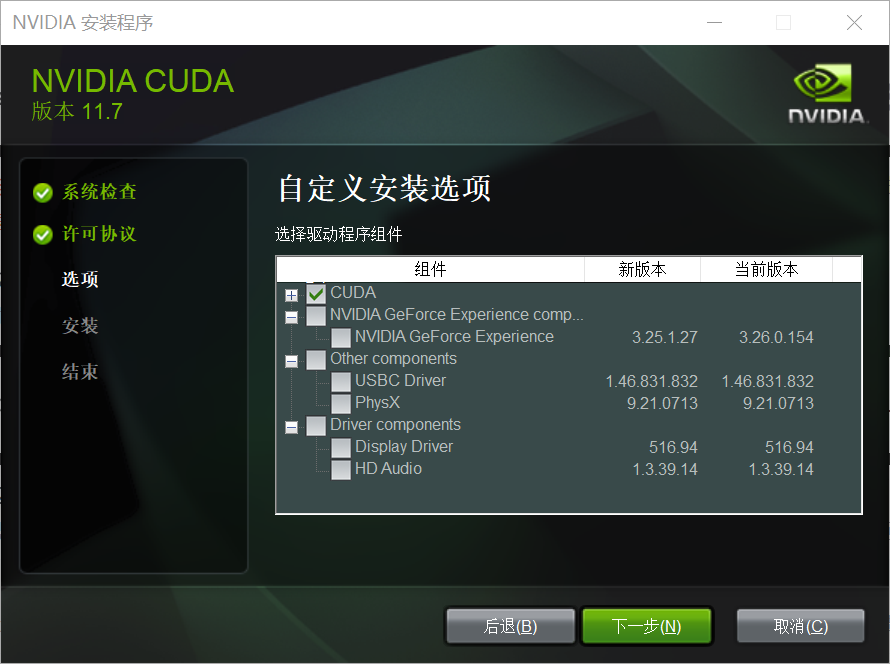 NVIDIA 安装程序
NVIDIA CUDA
版本 11.7
NVIDIA.
系统检查
许可协议
选项
安装
结束
自定义安装选项
选择驱动程序组件
组件 新版本 当前版本
CUDA
NVIDIA GeForce Experience comp...
NVIDIA GeForce Experience 3.25.1.27 3.26.0.154
Other components
USBC Driver 1.46.831.832 1.46.831.832
PhysX 9.21.0713 9.21.0713
Driver components
Display Driver 516.94 516.94
HD Audio 1.3.39.14 1.3.39.14
后退(B) 下一步(N) 取消(C)